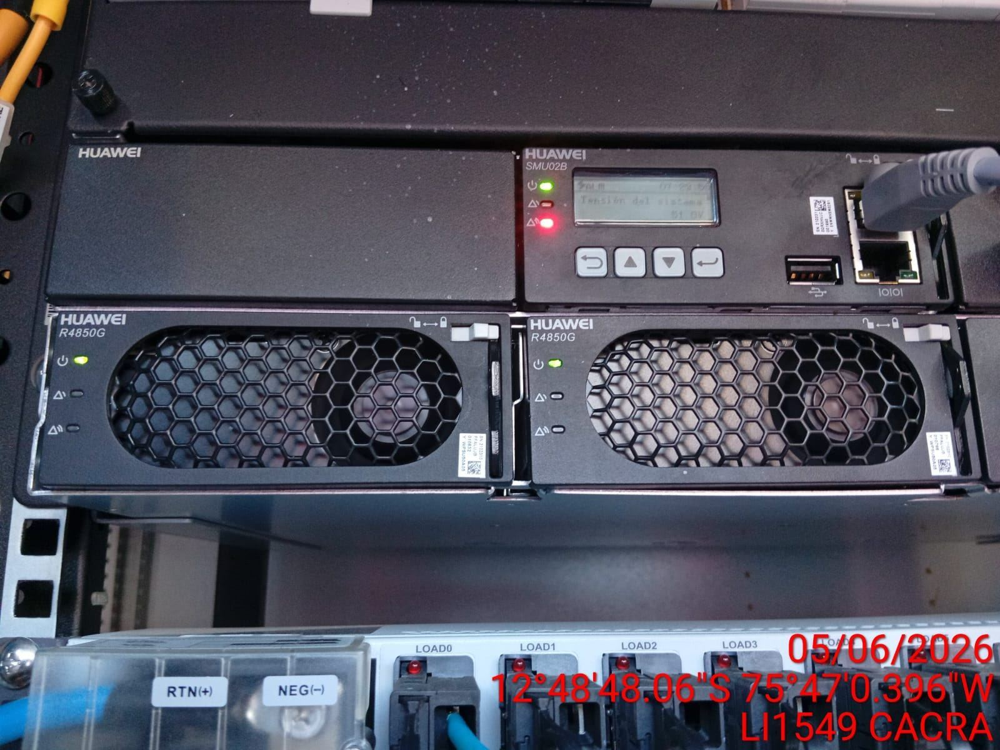 HUAWEI
HUAWEI
SMU02B
ALM
Tensión del sistema
HUAWEI
R4850G
HUAWEI
R4850G
LOAD0
LOAD1
LOAD2
LOAD3
RTN(+)
NEG(−)
05/06/2026
12°48'48.06"S 75°47'0.396"W
LI1549 CACRA